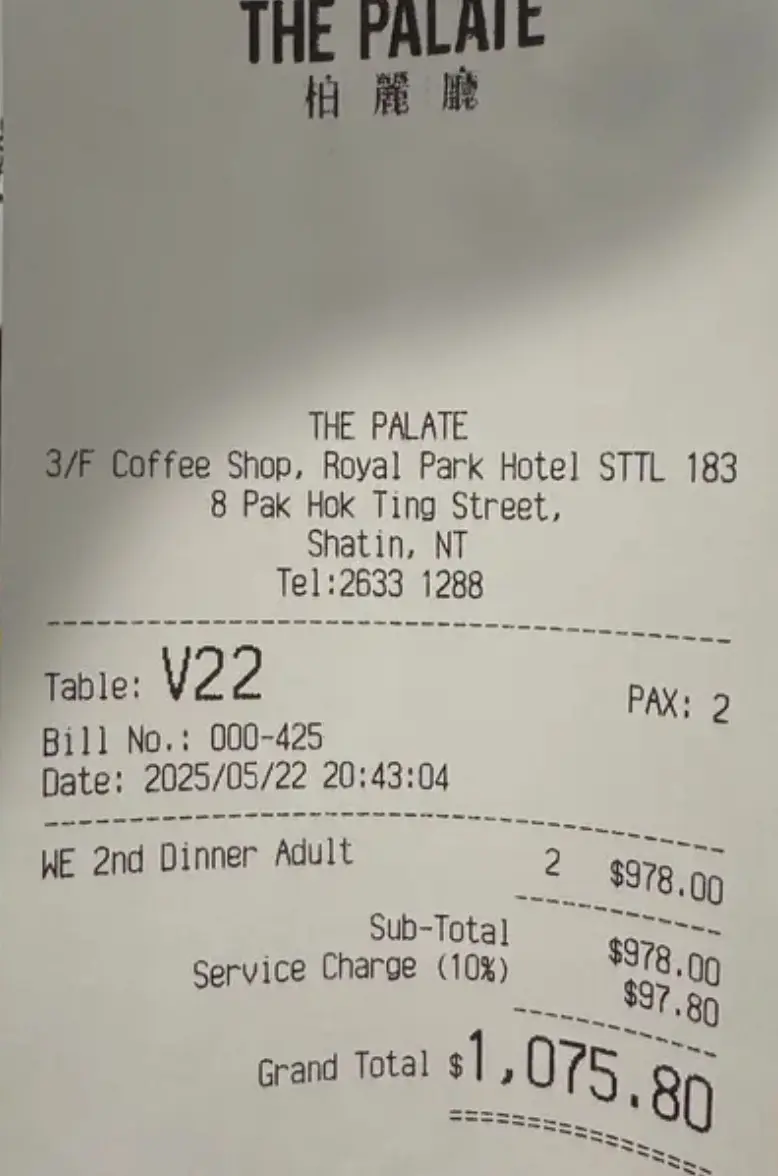 THE PALATE
柏麗廳
THE PALATE
3/F Coffee Shop, Royal Park Hotel STTL 183
8 Pak Hok Ting Street,
Shatin, NT
Tel:2633 1288
Table: V22 PAX: 2
Bill No.: 000-425
Date: 2025/05/22 20:43:04
WE 2nd Dinner Adult 2 $978.00
Sub-Total $978.00
Service Charge (10%) $97.80
Grand Total $1,075.80